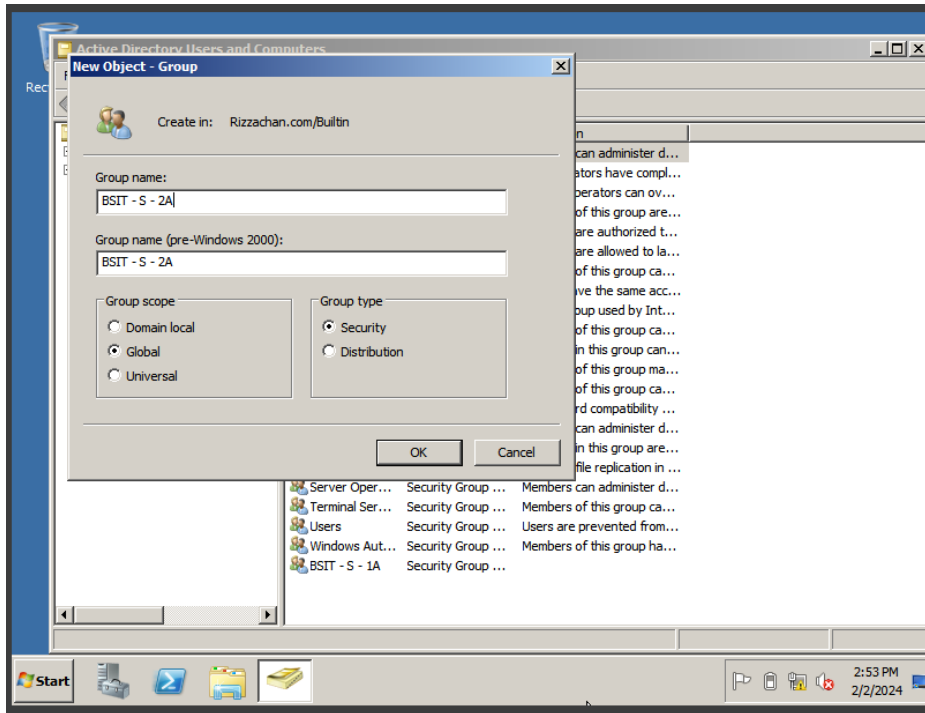 Rec
Active Directory Users and Computers
New Object - Group
F
Create in: Rizzachan.com/Builtin
Group name:
BSIT - S - 2A
Group name (pre-Windows 2000):
BSIT - S - 2A
Group scope
Domain local
Global
Universal
Group type
Security
Distribution
OK
Cancel
n
can administer d...
ators have compl...
perators can ov...
of this group are...
are authorized t...
are allowed to la...
of this group ca...
ave the same acc...
oup used by Int...
of this group ca...
in this group can...
of this group ma...
of this group ca...
rd compatibility ...
can administer d...
in this group are...
file replication in ...
Server Oper... Security Group ... Members can administer d...
Terminal Ser... Security Group ... Members of this group ca...
Users Security Group ... Users are prevented from...
Windows Aut... Security Group ... Members of this group ha...
BSIT - S - 1A Security Group ...
Start
2:53 PM
2/2/2024